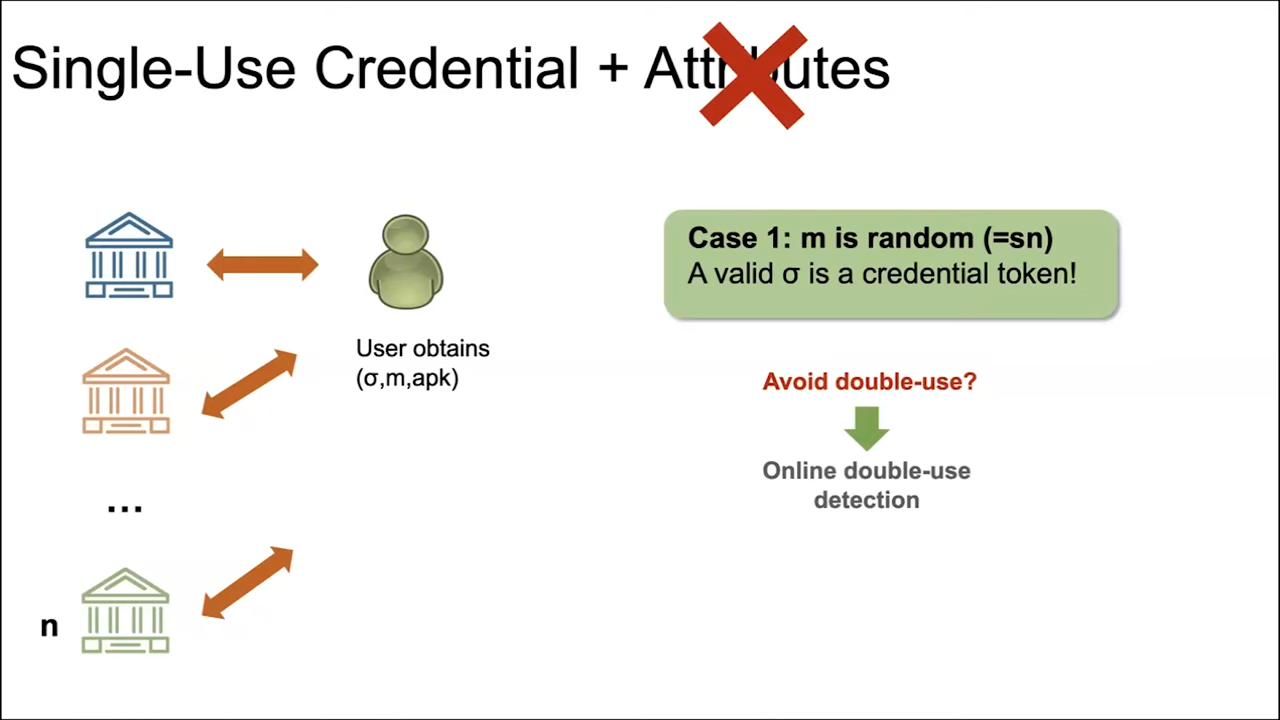 Single-Use Credential + Attributes
Case 1: m is random (=sn)
A valid σ is a credential token!
User obtains
(σ,m,apk)
Avoid double-use?
Online double-use
detection
...
n